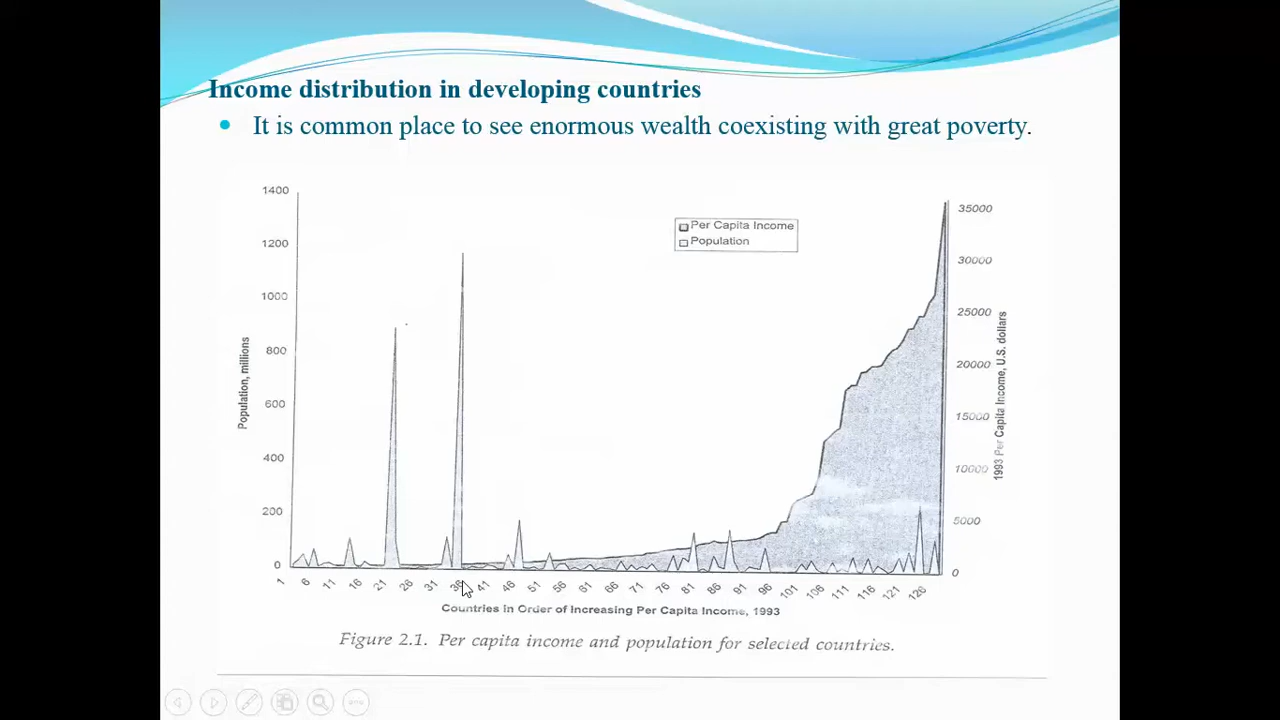 Income distribution in developing countries
It is common place to see enormous wealth coexisting with great poverty.
1400
1200
1000
800
600
400
200
0
Population, millions
Per Capita Income
Population
35000
30000
25000
20000
15000
10000
5000
0
1993 Per Capita Income, U.S. dollars
1 6 11 16 21 26 31 36 41 46 51 56 61 66 71 76 81 86 91 96 101 106 111 116 121 126
Countries in Order of Increasing Per Capita Income, 1993
Figure 2.1. Per capita income and population for selected countries.